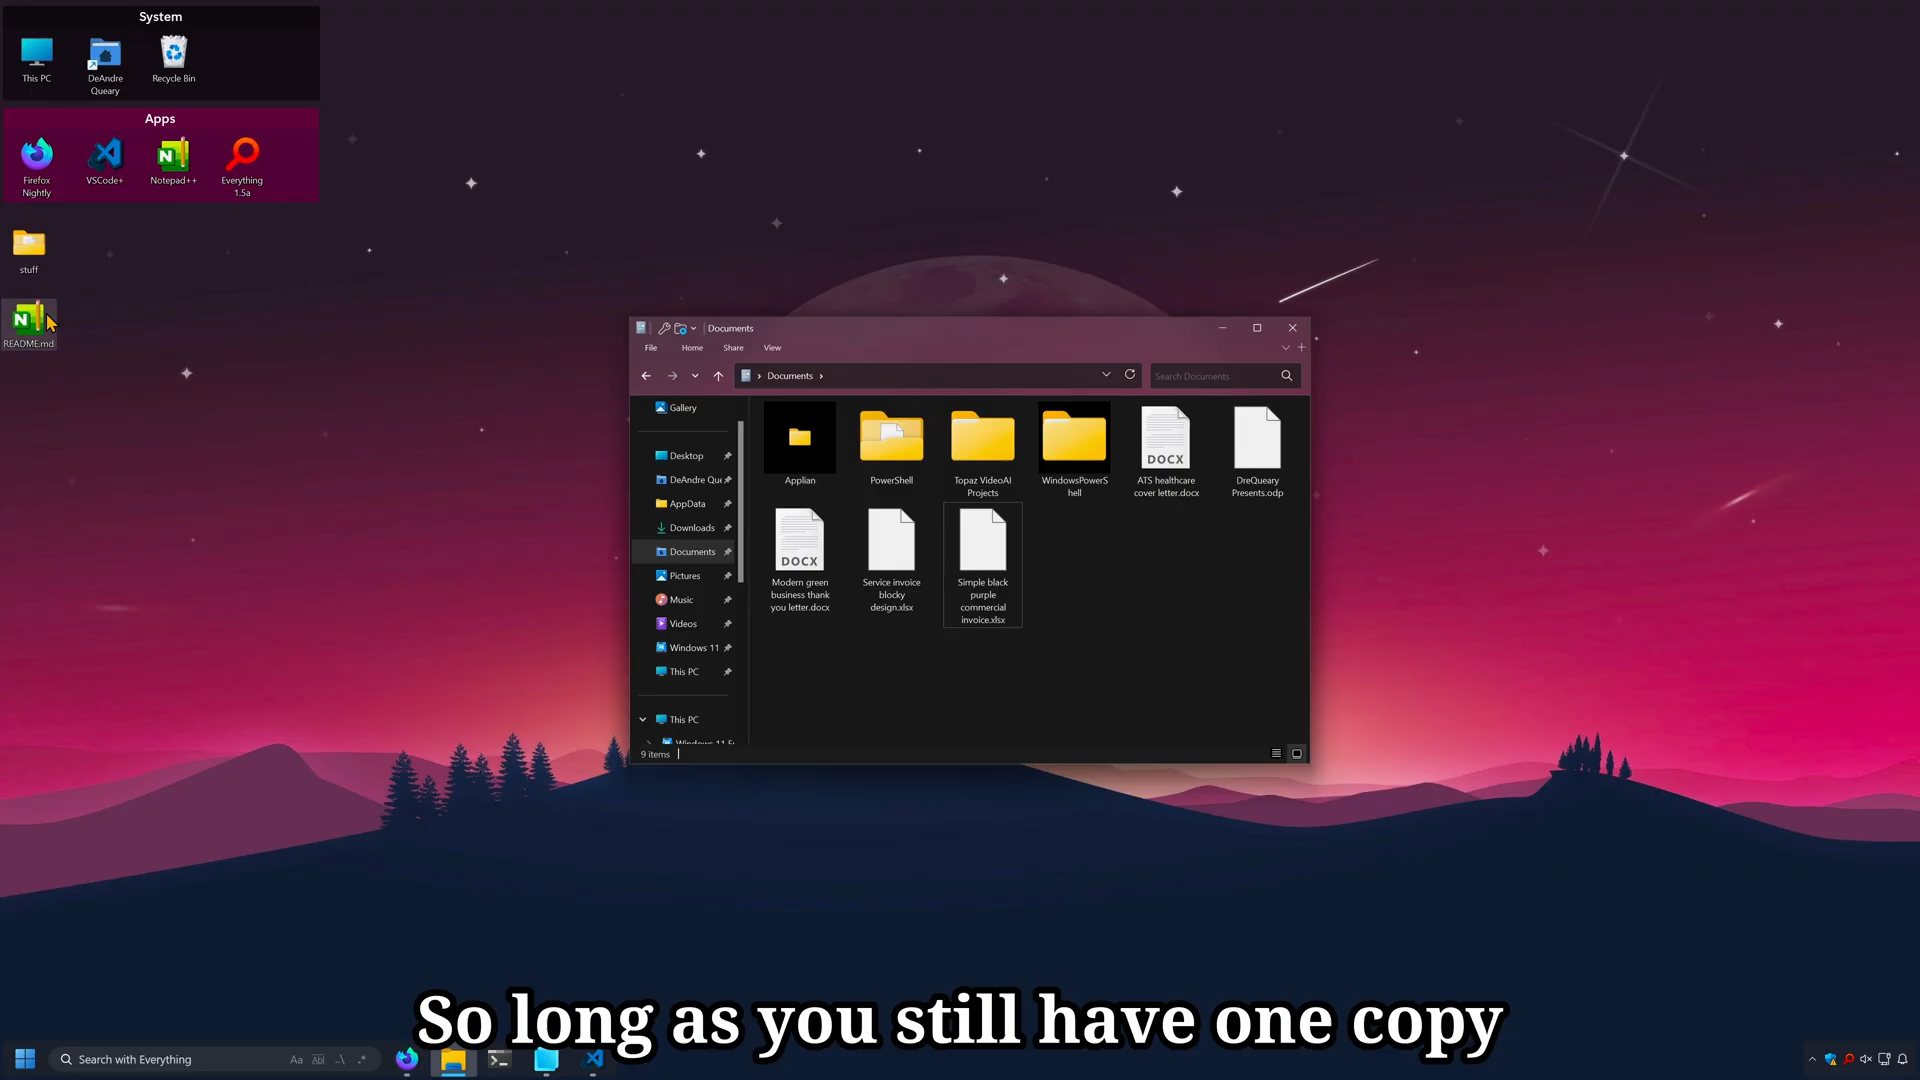 System
This PC
DeAndre
Queary
Recycle Bin
Apps
Firefox
Nightly
VSCode+
Notepad++
Everything
1.5a
stuff
README.md
Documents
File
Home
Share
View
Documents
Search Documents
Gallery
Desktop
DeAndre Que
AppData
Downloads
Documents
Pictures
Music
Videos
Windows 11
This PC
This PC
Applian
PowerShell
Topaz VideoAI
Projects
WindowsPowerS
hell
DOCX
ATS healthcare
cover letter.docx
DreQueary
Presents.odp
DOCX
Modern green
business thank
you letter.docx
Service invoice
blocky
design.xlsx
Simple black
purple
commercial
invoice.xlsx
9 items
So long as you still have one copy
Search with Everything
Aa
Ab
.\
.*